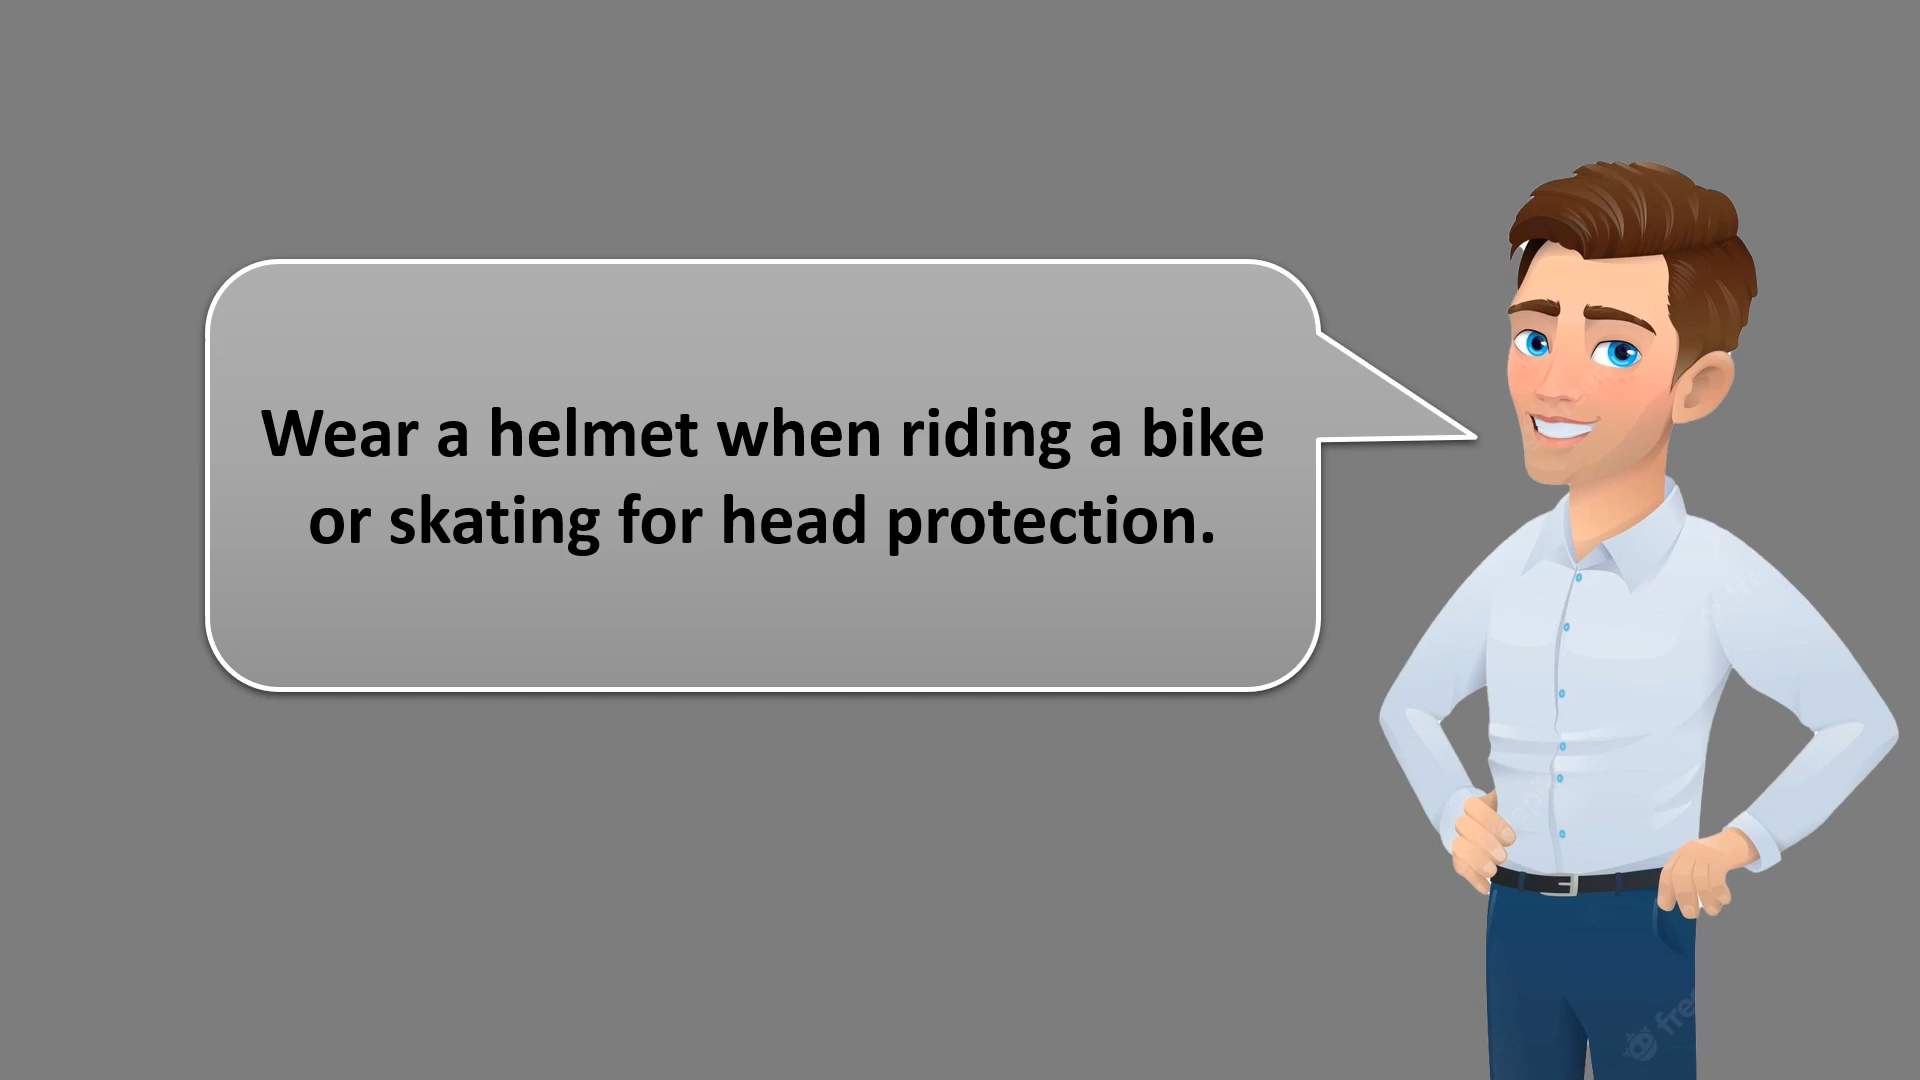 Wear a helmet when riding a bike
or skating for head protection.